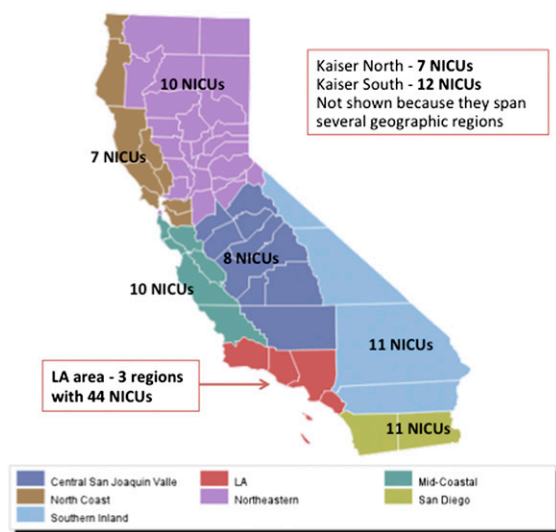 Kaiser North - 7 NICUs
Kaiser South - 12 NICUs
Not shown because they span
several geographic regions
10 NICUs
7 NICUs
8 NICUs
10 NICUs
11 NICUs
LA area - 3 regions
with 44 NICUs
11 NICUs
Central San Joaquin Valle
LA
Mid-Coastal
North Coast
Northeastern
San Diego
Southern Inland